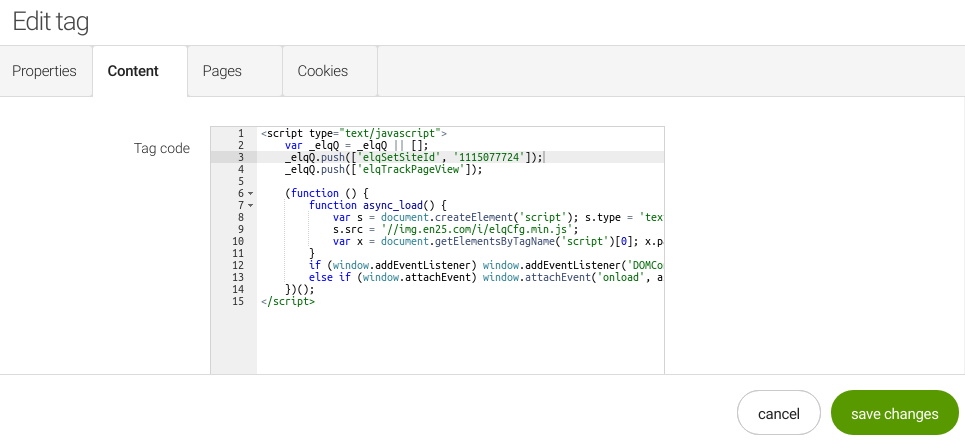 Edit tag
Properties Content Pages Cookies
Tag code
1 <script type="text/javascript">
2 var _elqQ = _elqQ || [];
3 _elqQ.push(['elqSetSiteId', '1115077724']);
4 _elqQ.push(['elqTrackPageView']);
5
6 (function () {
7 function async_load() {
8 var s = document.createElement('script'); s.type = 'tex
9 s.src = '//img.en25.com/i/elqCfg.min.js';
10 var x = document.getElementsByTagName('script')[0]; x.pa
11 }
12 if (window.addEventListener) window.addEventListener('DOMCon
13 else if (window.attachEvent) window.attachEvent('onload', a
14 })();
15 </script>
cancel save changes